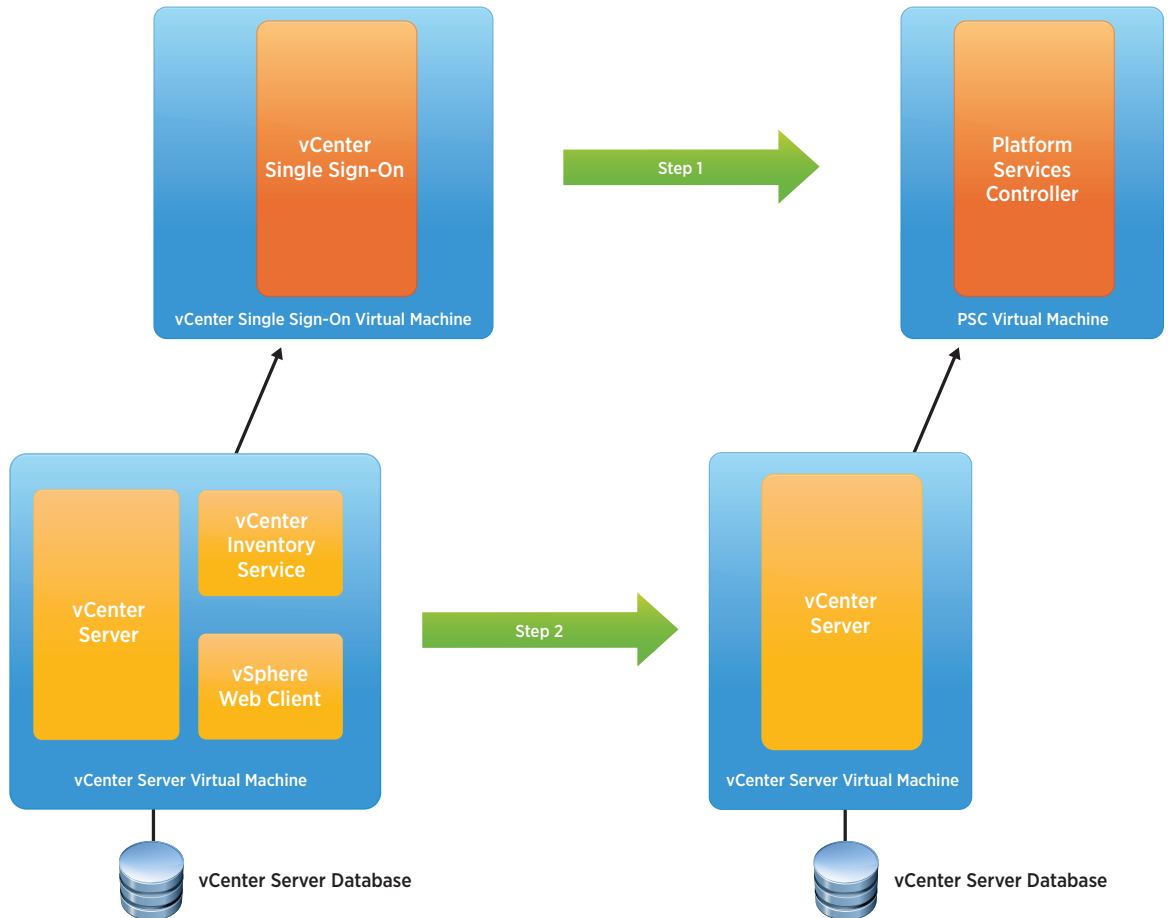 vCenter
Single Sign-On
vCenter Single Sign-On Virtual Machine
Step 1
Platform
Services
Controller
PSC Virtual Machine
vCenter
Server
vCenter
Inventory
Service
vSphere
Web Client
vCenter Server Virtual Machine
vCenter Server Database
Step 2
vCenter
Server
vCenter Server Virtual Machine
vCenter Server Database